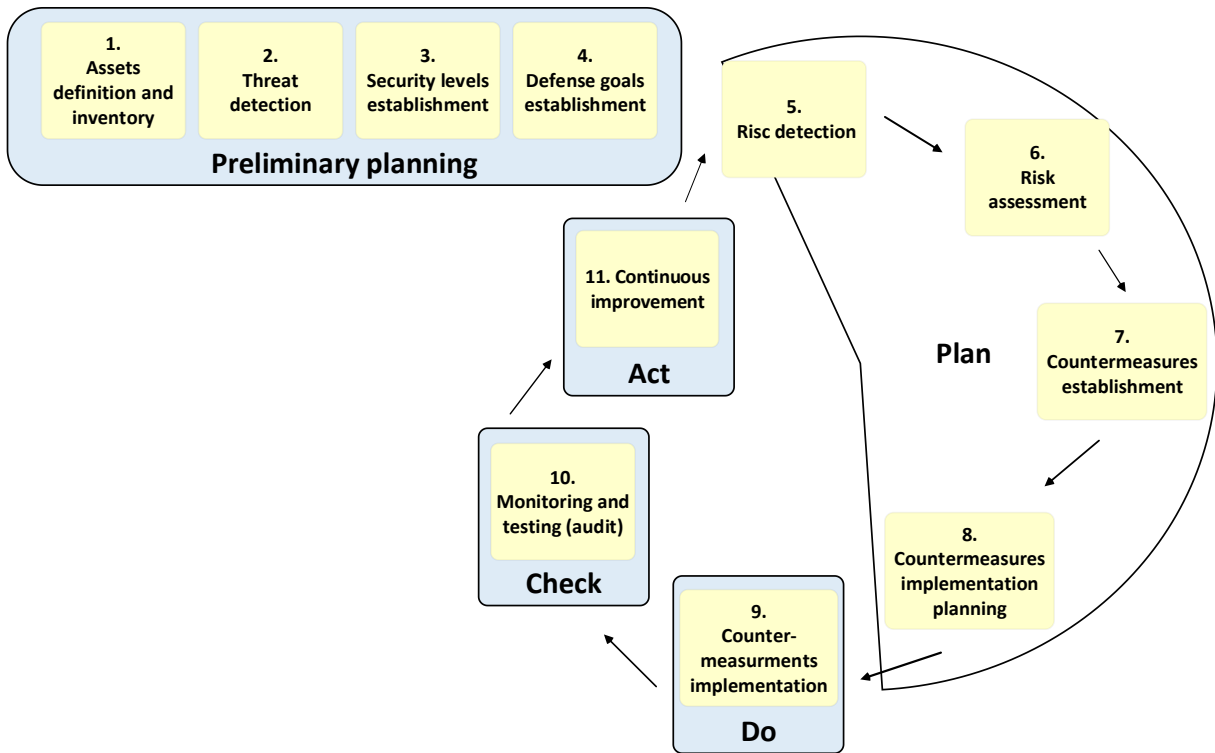 1.
Assets
definition and
inventory
2.
Threat
detection
3.
Security levels
establishment
4.
Defense goals
establishment
Preliminary planning
5.
Risc detection
6.
Risk
assessment
7.
Countermeasures
establishment
Plan
8.
Countermeasures
implementation
planning
9.
Counter-
measurments
implementation
Do
10.
Monitoring and
testing (audit)
Check
11. Continuous
improvement
Act